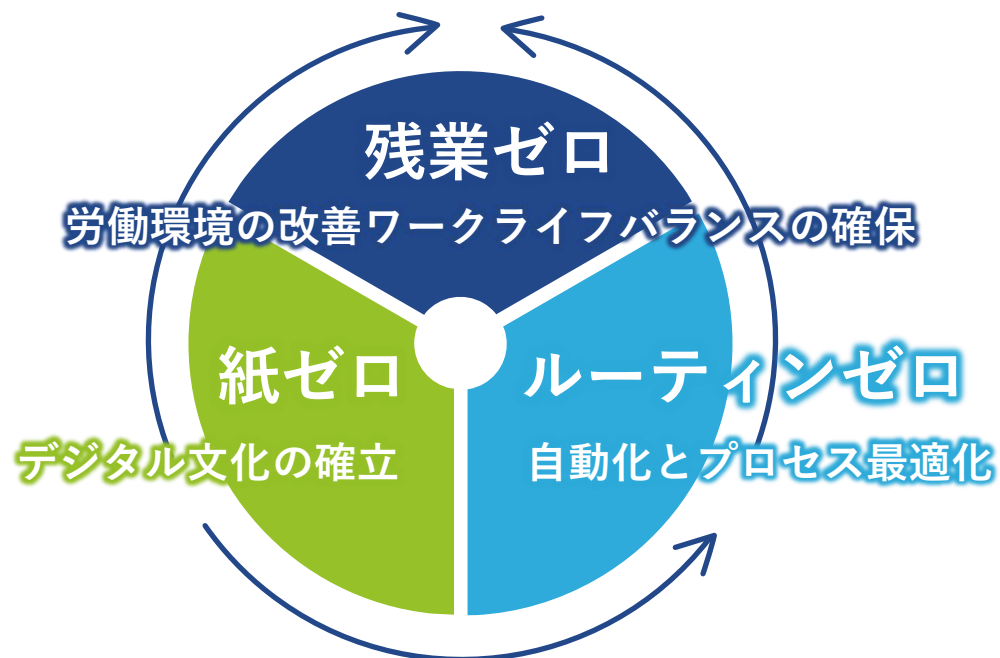 残業ゼロ
労働環境の改善ワークライフバランスの確保
紙ゼロ
デジタル文化の確立
ルーティンゼロ
自動化とプロセス最適化